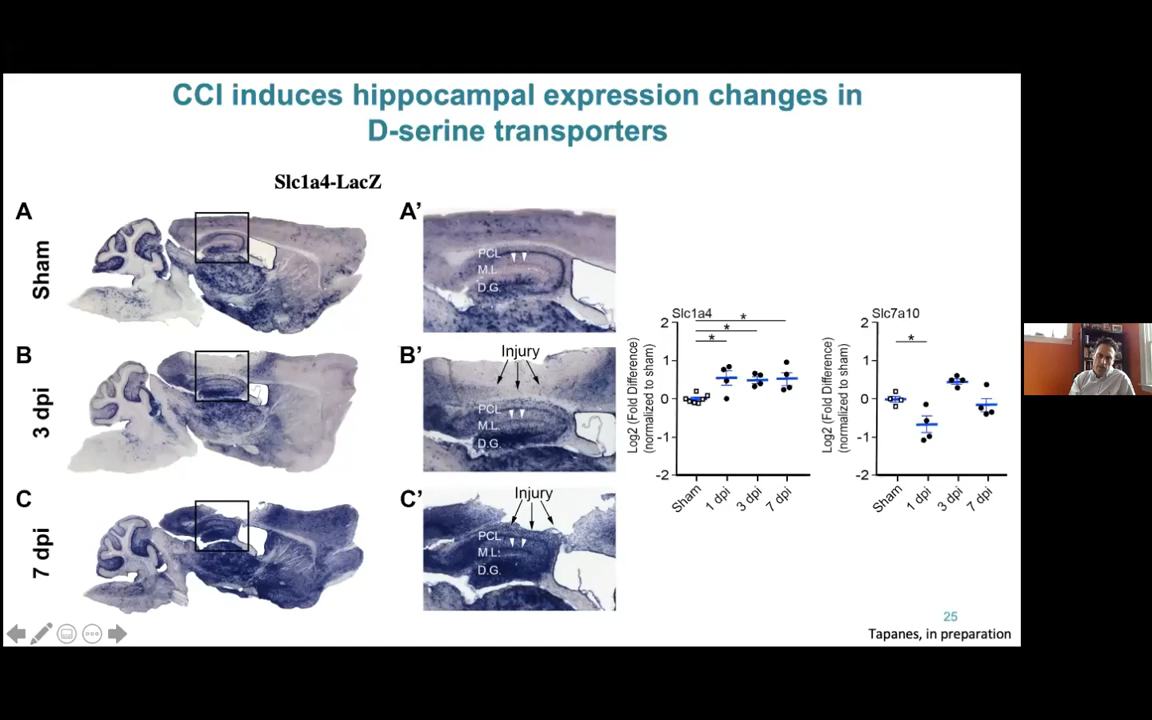 CCI induces hippocampal expression changes in
D-serine transporters
Slc1a4-LacZ
A
Sham
A’
PCL
M.L
D.G.
B
3 dpi
B’
Injury
PCL
M.L.
D.G.
C
7 dpi
C’
Injury
PCL
M.L.
D.G.
Slc1a4
*
*
*
2
1
0
-1
-2
Log2 (Fold Difference)
(normalized to sham)
Sham
1 dpi
3 dpi
7 dpi
Slc7a10
*
2
1
0
-1
-2
Log2 (Fold Difference)
(normalized to sham)
Sham
1 dpi
3 dpi
7 dpi
25
Tapanes, in preparation